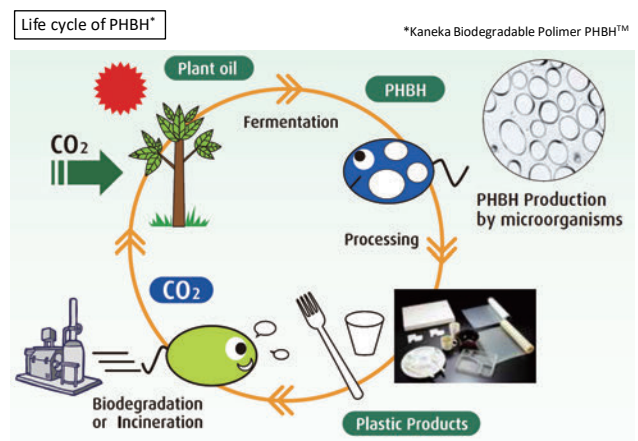 Life cycle of PHBH*
*Kaneka Biodegradable Polimer PHBH™
Plant oil
PHBH
Fermentation
CO2
PHBH Production
by microorganisms
Processing
CO2
Biodegradation
or Incineration
Plastic Products